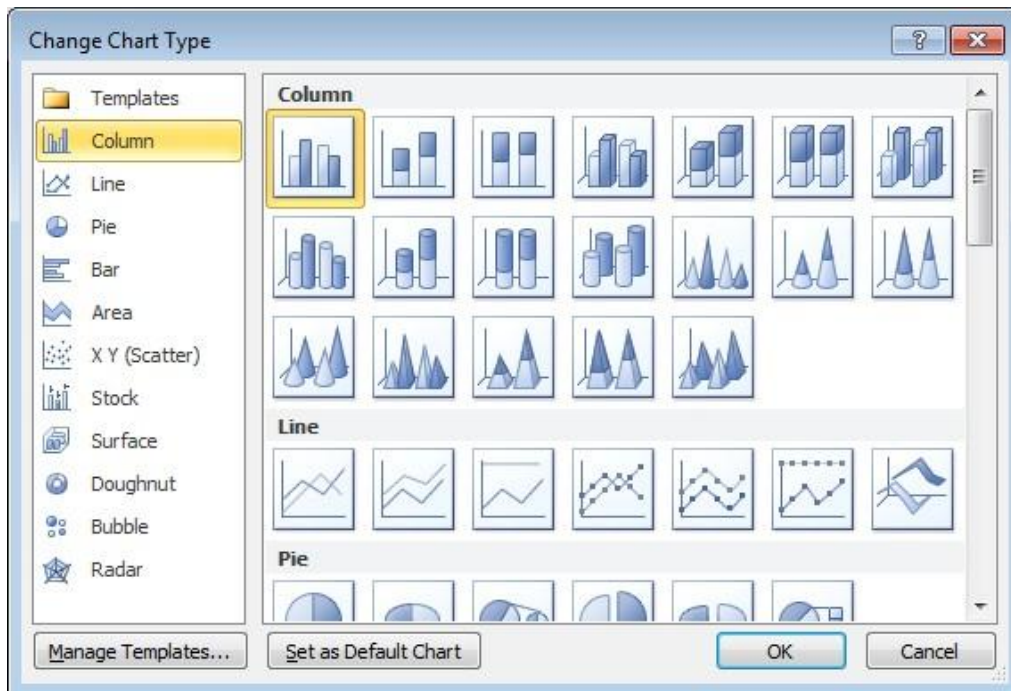 Change Chart Type
Templates
Column
Line
Pie
Bar
Area
X Y (Scatter)
Stock
Surface
Doughnut
Bubble
Radar
Manage Templates...
Column
Line
Pie
Set as Default Chart
OK
Cancel